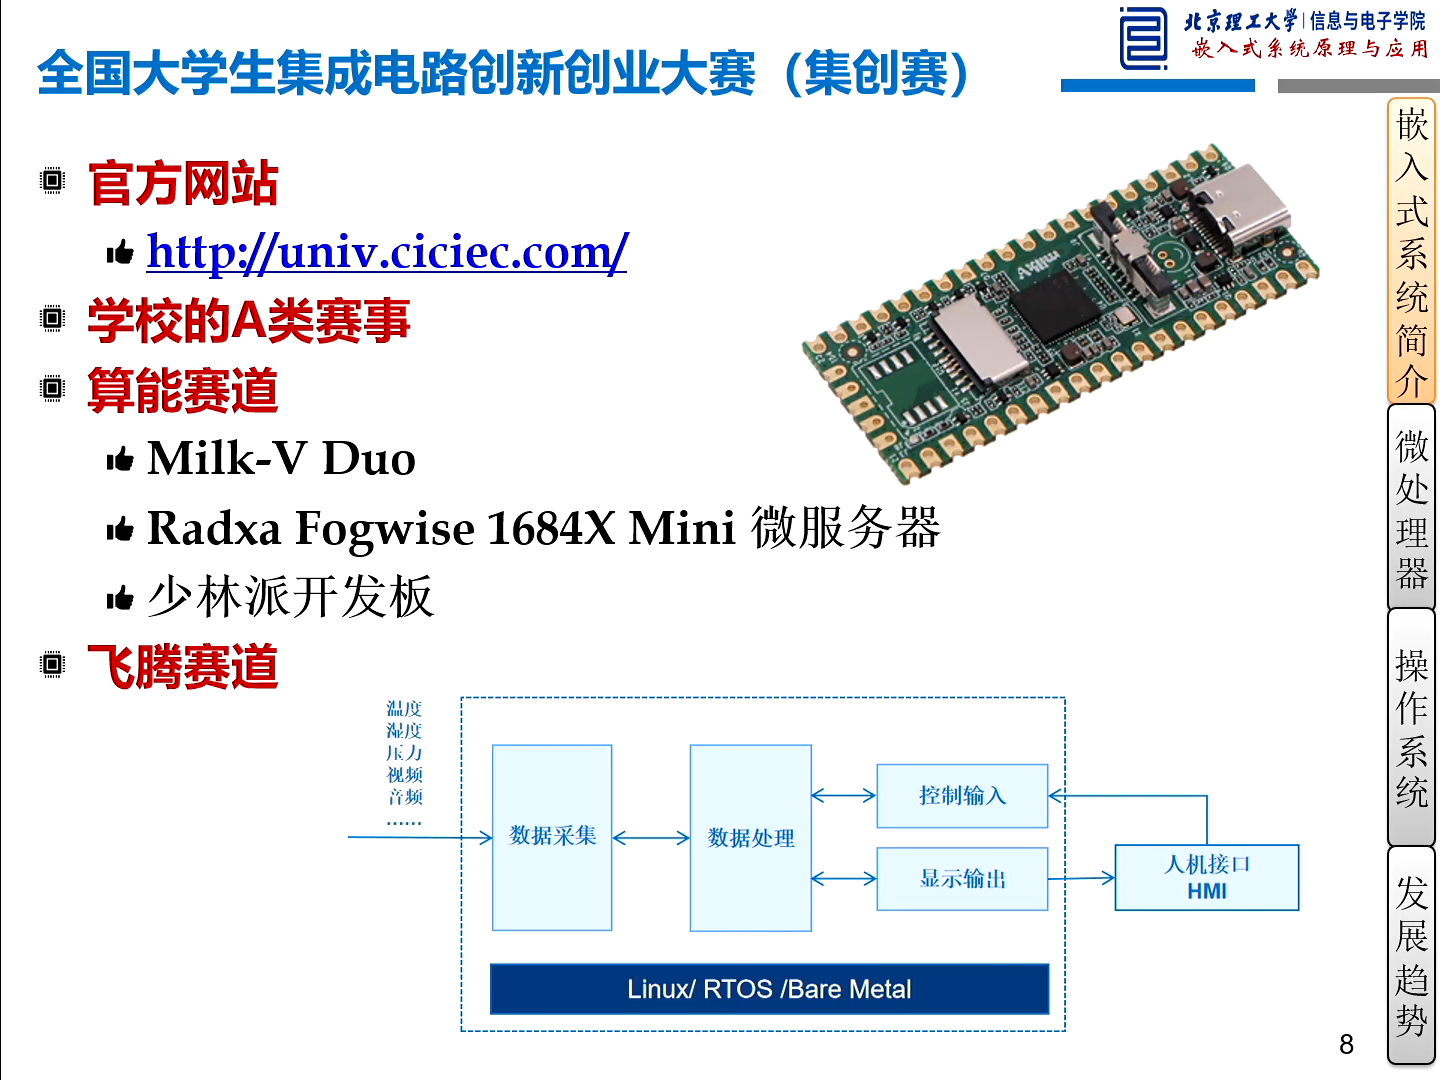 北京理工大学 | 信息与电子学院
嵌入式系统原理与应用
全国大学生集成电路创新创业大赛（集创赛）
官方网站
http://univ.ciciec.com/
学校的A类赛事
算能赛道
Milk-V Duo
Radxa Fogwise 1684X Mini 微服务器
少林派开发板
飞腾赛道
温度
湿度
压力
视频
音频
……
数据采集
数据处理
控制输入
显示输出
人机接口
HMI
Linux/ RTOS /Bare Metal
嵌入式系统简介
微处理器
操作系统
发展趋势
8